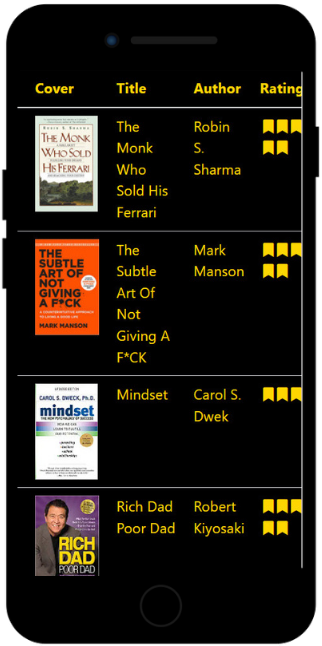 Cover Title Author Rating
ROBIN S. SHARMA
THE MONK
WHO SOLD
HIS FERRARI
The
Monk
Who
Sold His
Ferrari
Robin
S.
Sharma
THE
SUBTLE
ART OF
NOT
GIVING
A F*CK
A COUNTERINTUITIVE APPROACH
TO LIVING A GOOD LIFE
MARK MANSON
The
Subtle
Art Of
Not
Giving A
F*CK
Mark
Manson
CAROL S. DWECK, Ph.D.
mindset
THE NEW PSYCHOLOGY OF SUCCESS
Mindset
Carol S.
Dwek
RICH
DAD
POOR DAD
Rich Dad
Poor Dad
Robert
Kiyosaki